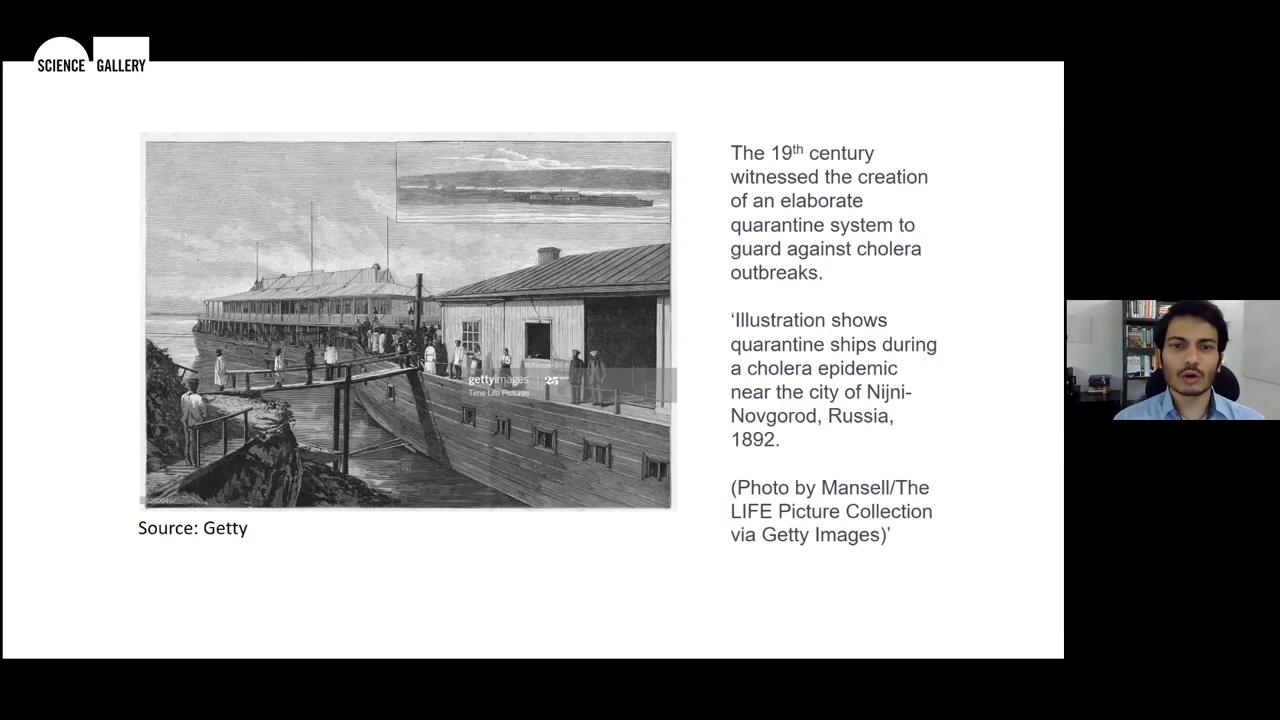 SCIENCE GALLERY
The 19th century
witnessed the creation
of an elaborate
quarantine system to
guard against cholera
outbreaks.
‘Illustration shows
quarantine ships during
a cholera epidemic
near the city of Nijni-
Novgorod, Russia,
1892.
(Photo by Mansell/The
LIFE Picture Collection
via Getty Images)’
gettyimages
Time Life Pictures
Source: Getty